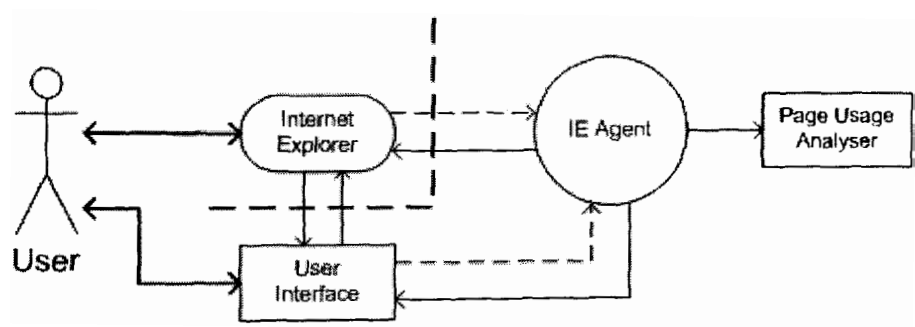 Internet
Explorer
IE Agent
Page Usage
Analyser
User
User
Interface